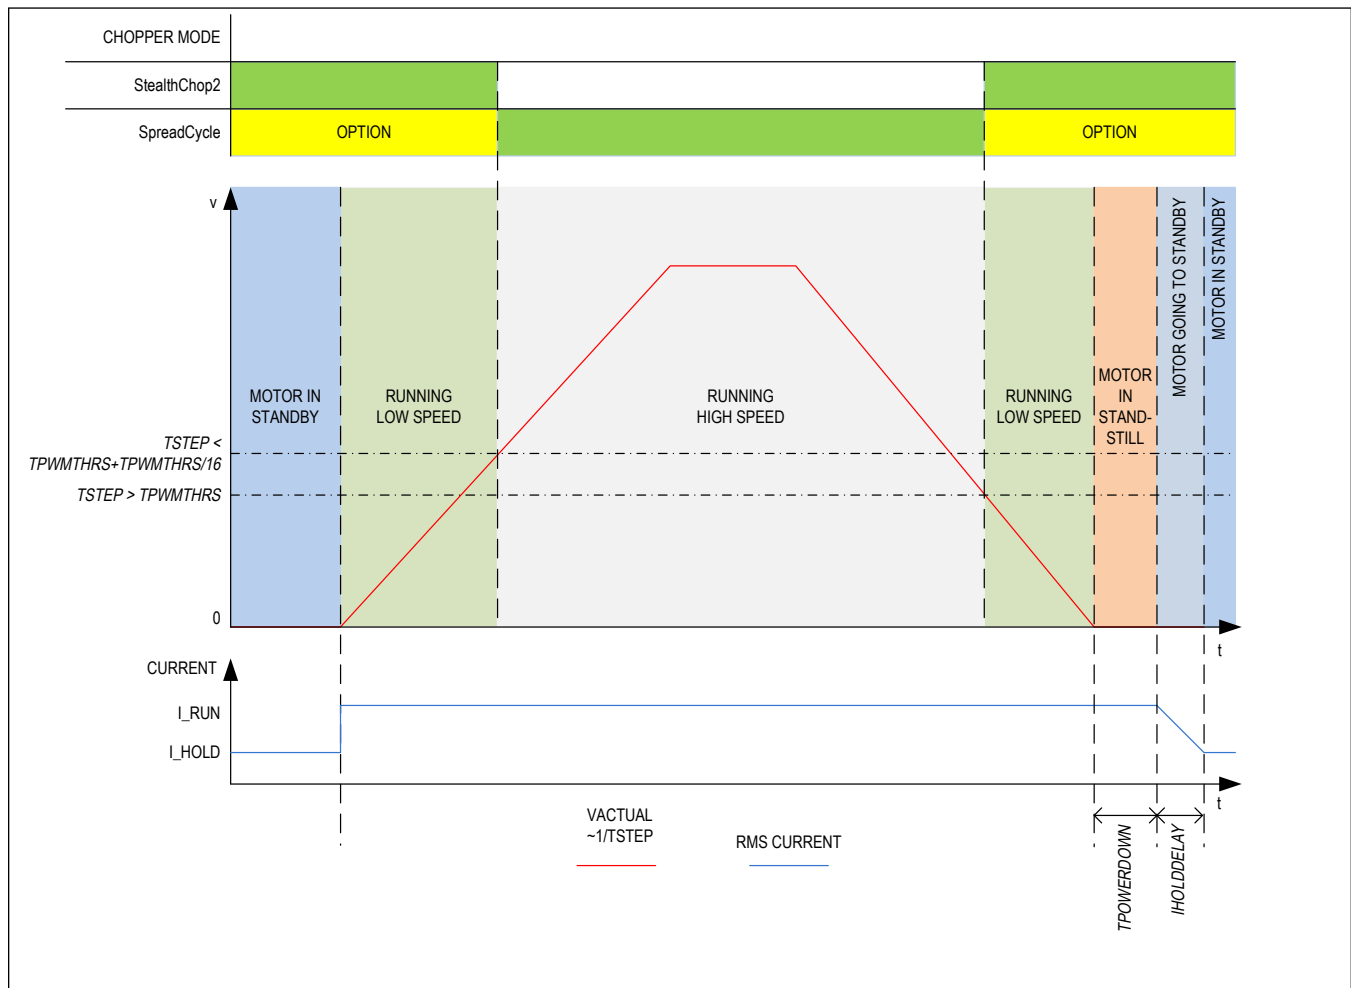 CHOPPER MODE
StealthChop2
SpreadCycle
OPTION
OPTION
v
MOTOR IN
STANDBY
RUNNING
LOW SPEED
RUNNING
HIGH SPEED
RUNNING
LOW SPEED
MOTOR
IN
STAND-
STILL
MOTOR GOING TO STANDBY
MOTOR IN STANDBY
TSTEP <
TPWMTHRS+TPWMTHRS/16
TSTEP > TPWMTHRS
0
t
CURRENT
I_RUN
I_HOLD
t
VACTUAL
~1/TSTEP
RMS CURRENT
TPOWERDOWN
IHOLDDELAY